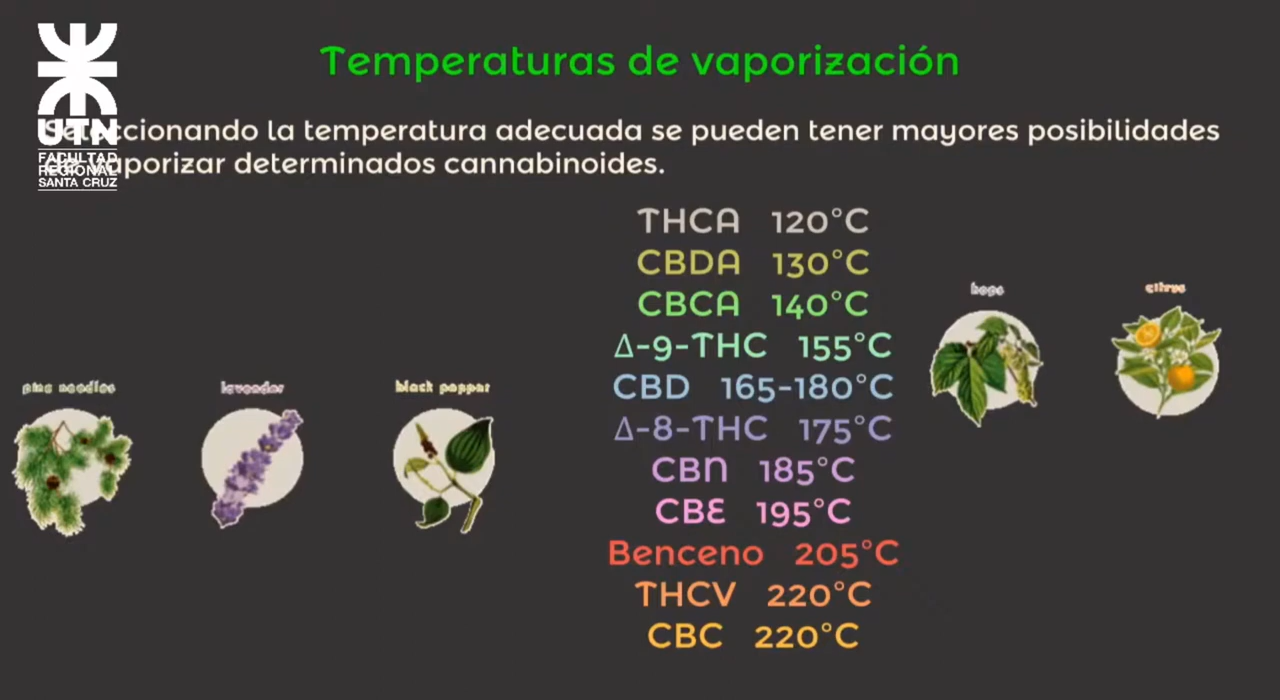 Temperaturas de vaporización
UTN
FACULTAD
REGIONAL
SANTA CRUZ
Seleccionando la temperatura adecuada se pueden tener mayores posibilidades
vaporizar determinados cannabinoides.
THCA 120°C
CBDA 130°C
CBCA 140°C
Δ-9-THC 155°C
CBD 165-180°C
Δ-8-THC 175°C
CBN 185°C
CBE 195°C
Benceno 205°C
THCV 220°C
CBC 220°C
pine needles
lavender
black pepper
hops
citrus